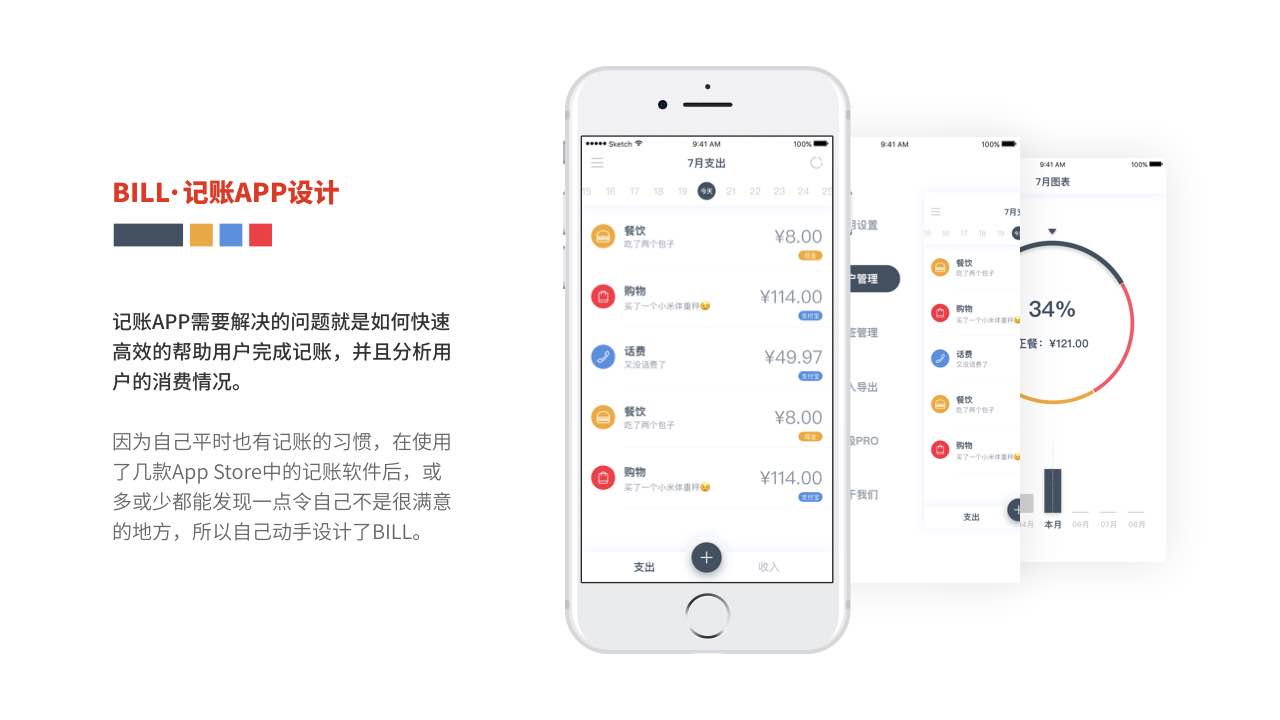 BILL· 记账APP设计
记账APP需要解决的问题就是如何快速
高效的帮助用户完成记账，并且分析用
户的消费情况。
因为自己平时也有记账的习惯，在使用
了几款App Store中的记账软件后，或
多或少都能发现一点令自己不是很满意
的地方，所以自己动手设计了BILL。
Sketch 9:41 AM 100%
7月支出
15 16 17 18 19 今天 21 22 23 24 25
餐饮 ¥8.00
吃了两个包子 现金
购物 ¥114.00
买了一个小米体重秤😏 支付宝
话费 ¥49.97
又没话费了 支付宝
餐饮 ¥8.00
吃了两个包子 现金
购物 ¥114.00
买了一个小米体重秤😏 支付宝
支出 + 收入
9:41 AM 100%
设置
户管理
管理
入导出
PRO
于我们
7月支
15 16 17 18 19
餐饮
吃了两个包子
购物
买了一个小米体重秤
话费
又没话费了
餐饮
吃了两个包子
购物
买了一个小米体重秤
支出 +
9:41 AM 100%
7月图表
34%
正餐：¥121.00
04月 本月 06月 07月 08月